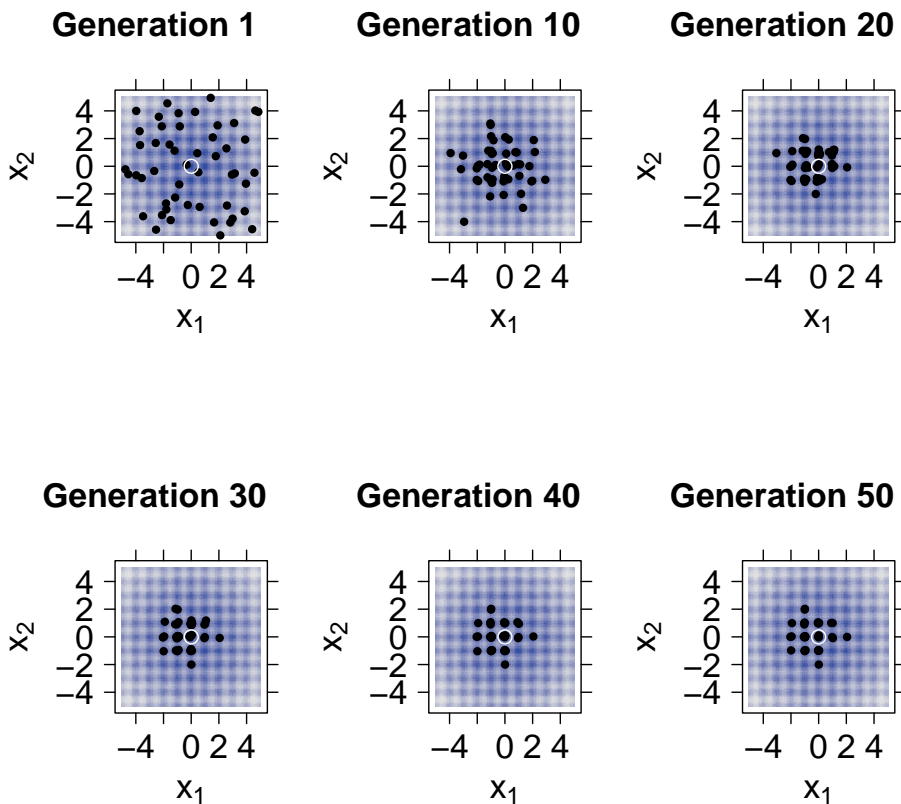 Generation 1
4
2
0
−2
−4
x2
−4 0 2 4
x1
Generation 10
4
2
0
−2
−4
x2
−4 0 2 4
x1
Generation 20
4
2
0
−2
−4
x2
−4 0 2 4
x1
Generation 30
4
2
0
−2
−4
x2
−4 0 2 4
x1
Generation 40
4
2
0
−2
−4
x2
−4 0 2 4
x1
Generation 50
4
2
0
−2
−4
x2
−4 0 2 4
x1